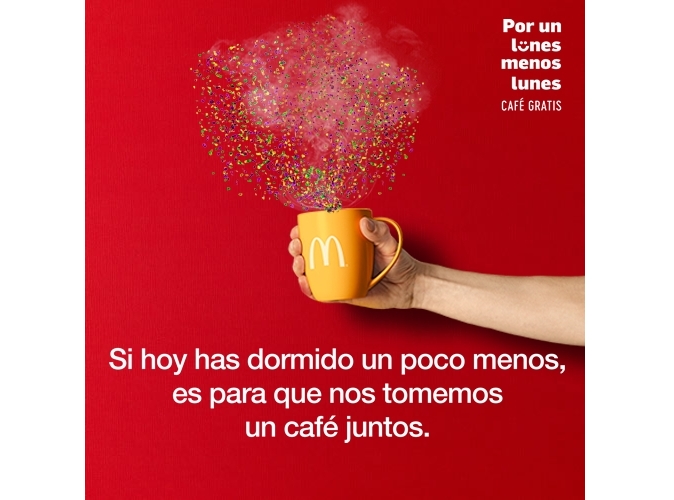 Por un
lunes
menos
lunes
CAFÉ GRATIS
M
Si hoy has dormido un poco menos,
es para que nos tomemos
un café juntos.